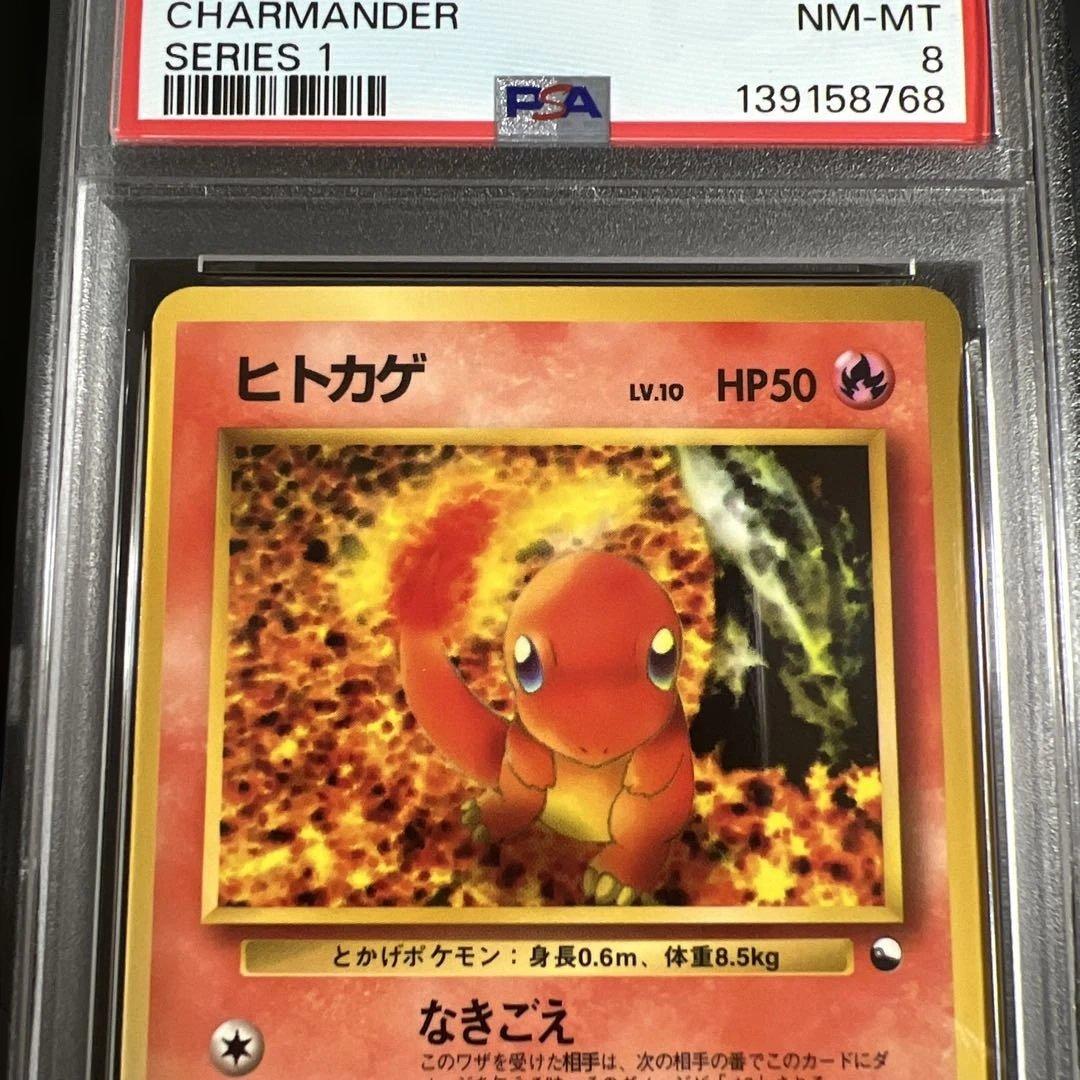 CHARMANDER NM-MT
SERIES 1 8
PSA 139158768
ヒトカゲ LV.10 HP50
とかげポケモン：身長0.6m、体重8.5kg
なきごえ
このワザを受けた相手は、次の相手の番でこのカードにダ